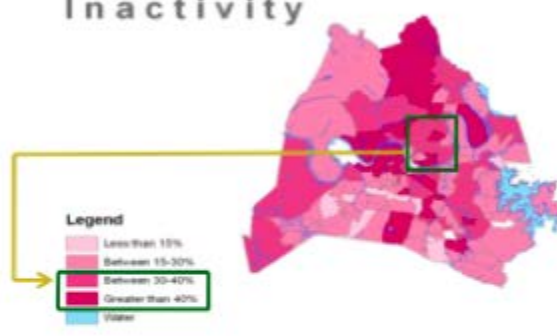 Inactivity
Legend
Less than 15%
Between 15-30%
Between 30-40%
Greater than 40%
Water